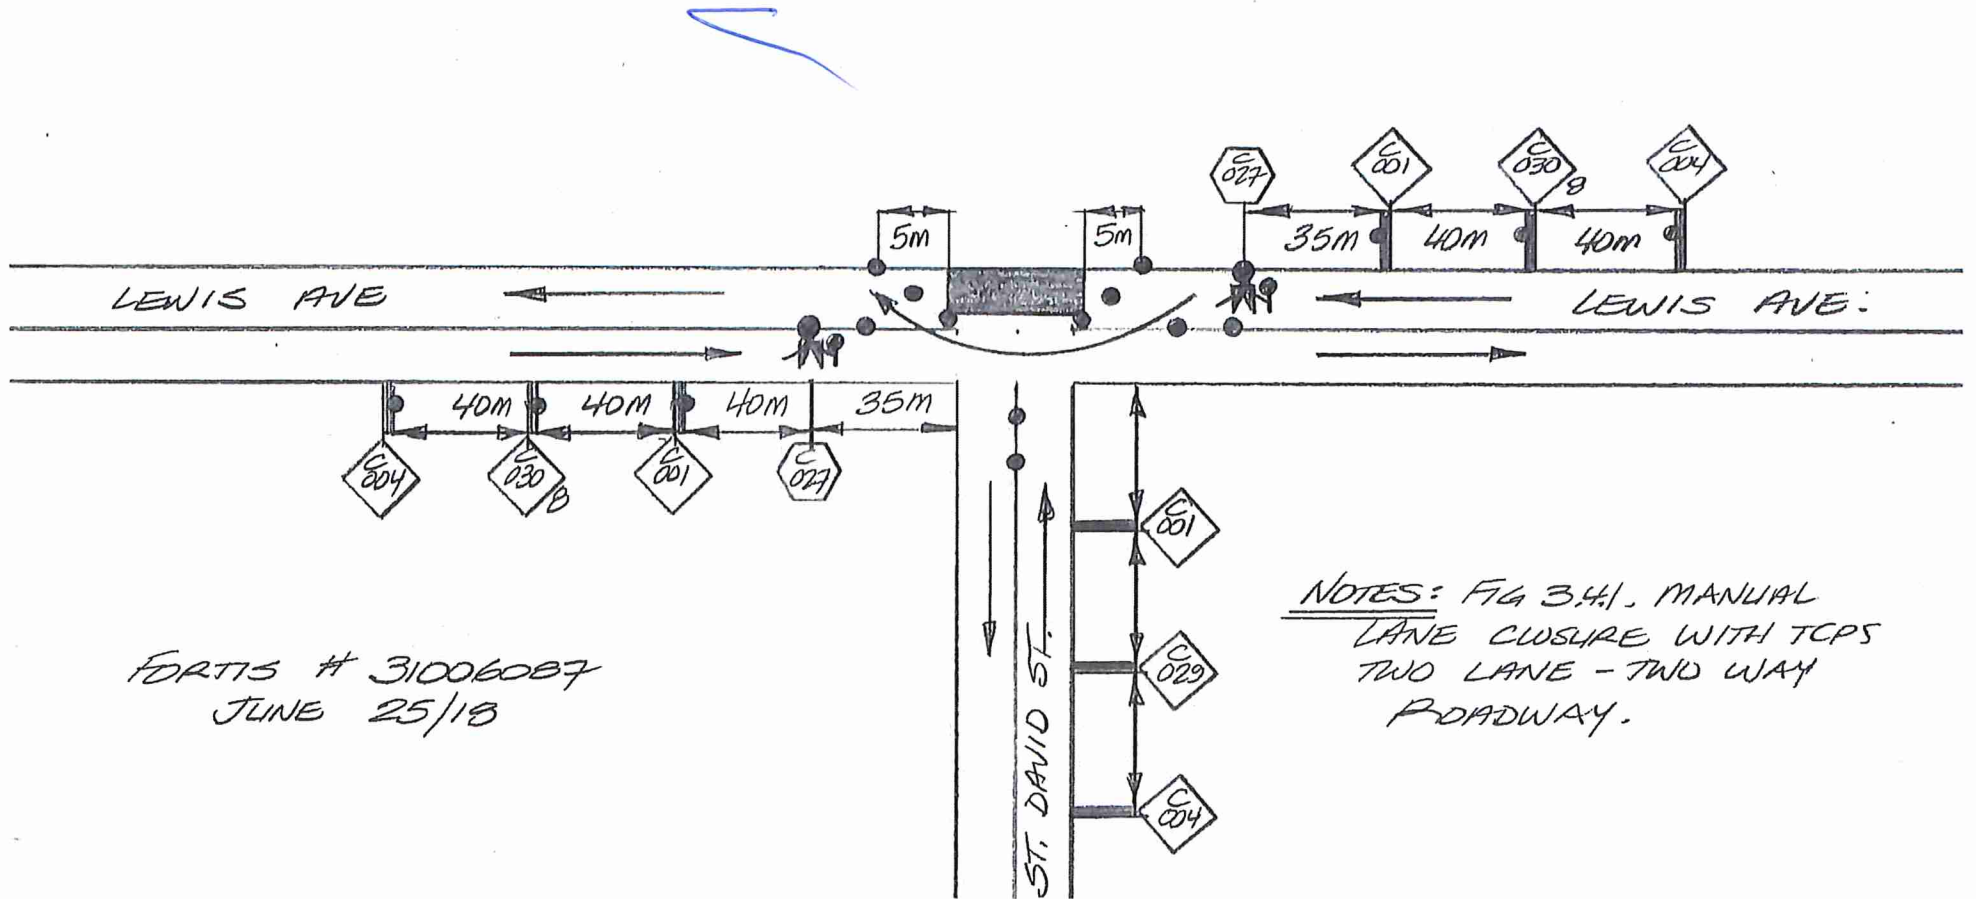 C 027
C 001
C 030 8
C 004
5m
5m
35m
40m
40m
LEWIS AVE
LEWIS AVE:
40m
40m
40m
35m
C 004
C 030 8
C 001
C 027
C 001
C 029
C 004
ST. DAVID ST.
NOTES: FIG 3.4.1. MANUAL
LANE CLOSURE WITH TCPS
TWO LANE - TWO WAY
ROADWAY.
FORTIS # 31006087
JUNE 25/18